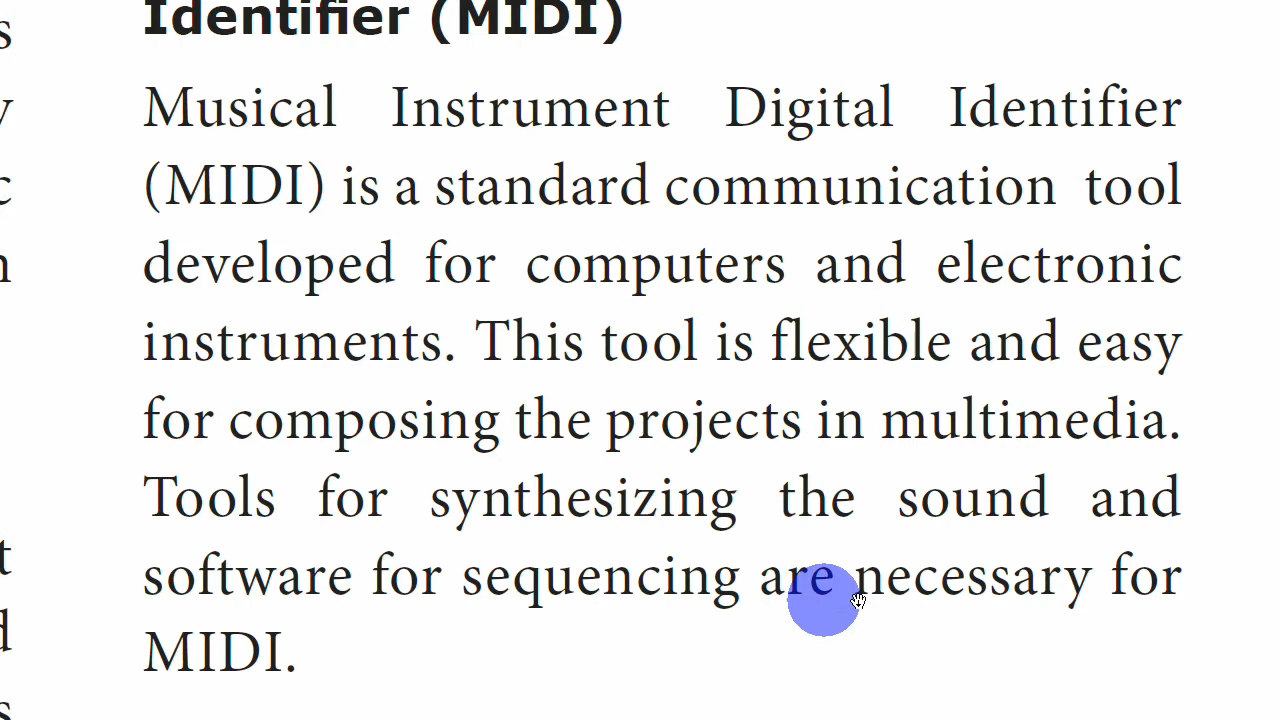 Identifier (MIDI)
Musical Instrument Digital Identifier
(MIDI) is a standard communication tool
developed for computers and electronic
instruments. This tool is flexible and easy
for composing the projects in multimedia.
Tools for synthesizing the sound and
software for sequencing are necessary for
MIDI.